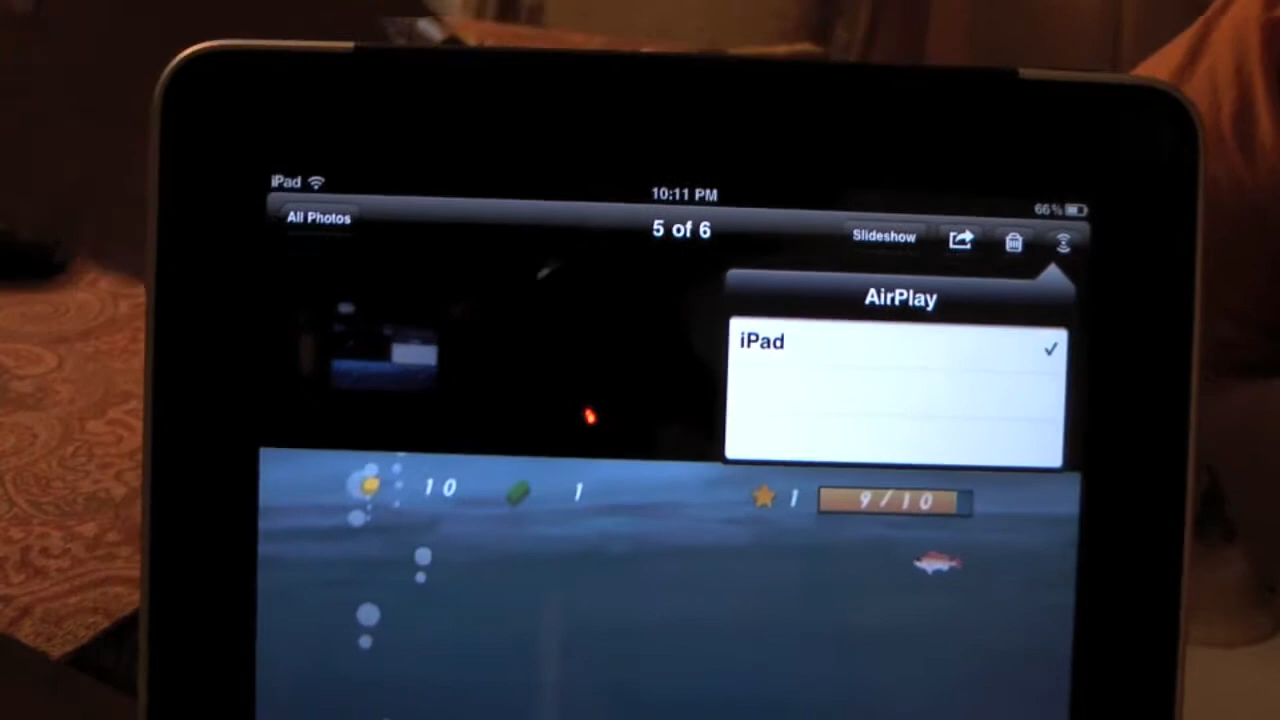 iPad
10:11 PM
66%
All Photos
5 of 6
Slideshow
AirPlay
iPad
10
1
1
9/10